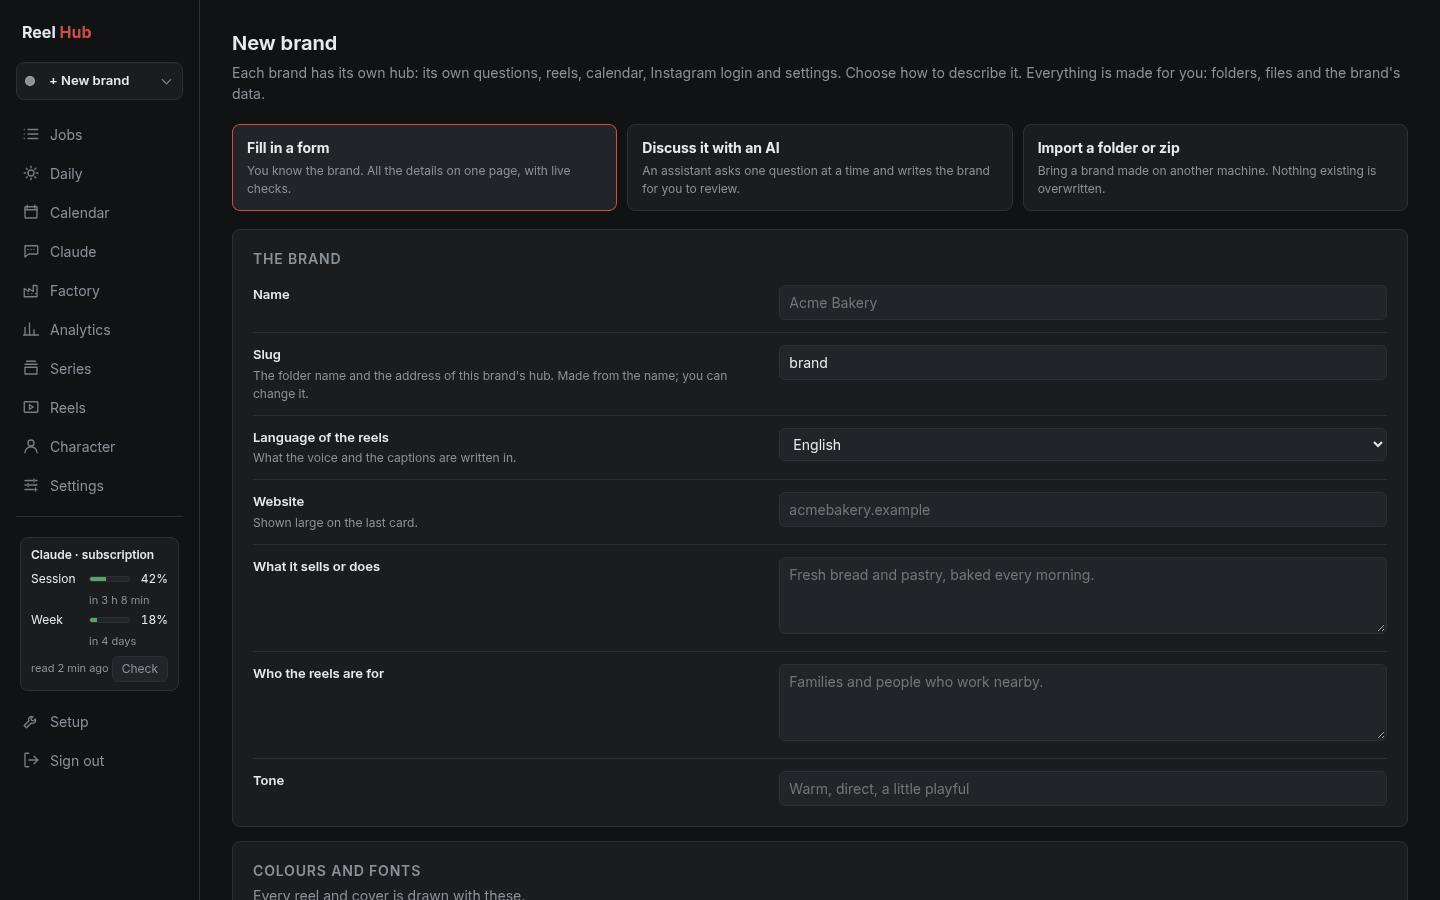 Reel Hub
+ New brand
Jobs
Daily
Calendar
Claude
Factory
Analytics
Series
Reels
Character
Settings
Claude · subscription
Session 42%
in 3 h 8 min
Week 18%
in 4 days
read 2 min ago Check
Setup
Sign out
New brand
Each brand has its own hub: its own questions, reels, calendar, Instagram login and settings. Choose how to describe it. Everything is made for you: folders, files and the brand's
data.
Fill in a form
You know the brand. All the details on one page, with live
checks.
Discuss it with an AI
An assistant asks one question at a time and writes the brand
for you to review.
Import a folder or zip
Bring a brand made on another machine. Nothing existing is
overwritten.
THE BRAND
Name
Acme Bakery
Slug
The folder name and the address of this brand's hub. Made from the name; you can
change it.
brand
Language of the reels
What the voice and the captions are written in.
English
Website
Shown large on the last card.
acmebakery.example
What it sells or does
Fresh bread and pastry, baked every morning.
Who the reels are for
Families and people who work nearby.
Tone
Warm, direct, a little playful
COLOURS AND FONTS
Every reel and cover is drawn with these.